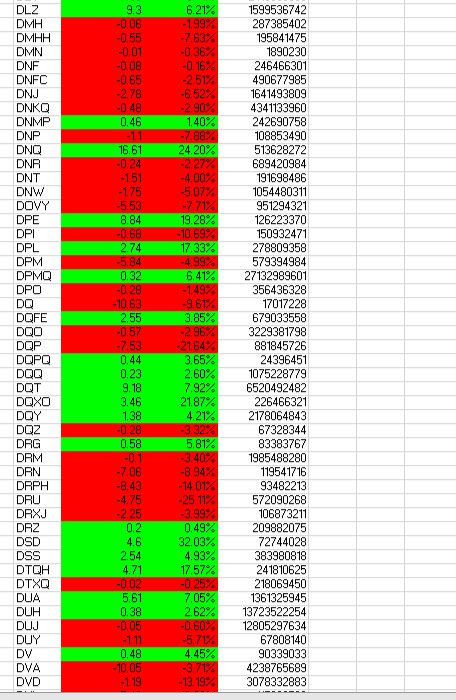 DLZ 9.3 6.21% 1599536742
DMH -0.06 -1.99% 287385402
DMHH -0.55 -7.63% 195841475
DMN -0.01 -0.36% 1890230
DNF -0.08 -0.16% 246466301
DNFC -0.65 -2.51% 490677985
DNJ -2.78 -6.52% 1641493809
DNKQ -0.48 -2.90% 4341133960
DNMP 0.46 1.40% 242690758
DNP -1.1 -7.88% 108853490
DNQ 16.61 24.20% 513628272
DNR -0.24 -2.27% 689420984
DNT -1.51 -4.00% 191698486
DNW -1.75 -5.07% 1054480311
DOVY -5.53 -7.71% 951294321
DPE 8.84 19.28% 126223370
DPI -0.68 -10.69% 150932471
DPL 2.74 17.33% 278809358
DPM -5.84 -4.99% 579394984
DPMQ 0.32 6.41% 27132989601
DPO -0.28 -1.49% 356436328
DQ -10.63 -9.61% 17017228
DQFE 2.55 3.85% 679033558
DQO -0.57 -2.96% 3229381798
DQP -7.53 -21.64% 881845726
DQPQ 0.44 3.65% 24396451
DQQ 0.23 2.60% 1075228779
DQT 9.18 7.92% 6520492482
DQXO 3.46 21.87% 226466321
DQY 1.38 4.21% 2178064843
DQZ -0.28 -3.32% 67328344
DRG 0.58 5.81% 83383767
DRM -0.1 -3.40% 1985488280
DRN -7.06 -8.94% 119541716
DRPH -8.43 -14.01% 93482213
DRU -4.75 -25.11% 572090268
DRXJ -2.25 -3.99% 106873211
DRZ 0.2 0.49% 209882075
DSD 4.6 32.03% 72744028
DSS 2.54 4.93% 383980818
DTQH 4.71 17.57% 241810625
DTXQ -0.02 -0.25% 218069450
DUA 5.61 7.05% 1361325945
DUH 0.38 2.62% 13723522254
DUJ -0.05 -0.60% 12805297634
DUY -1.11 -5.71% 67808140
DV 0.48 4.45% 90339033
DVA -10.05 -3.71% 4238765689
DVD -1.19 -13.19% 3078332883